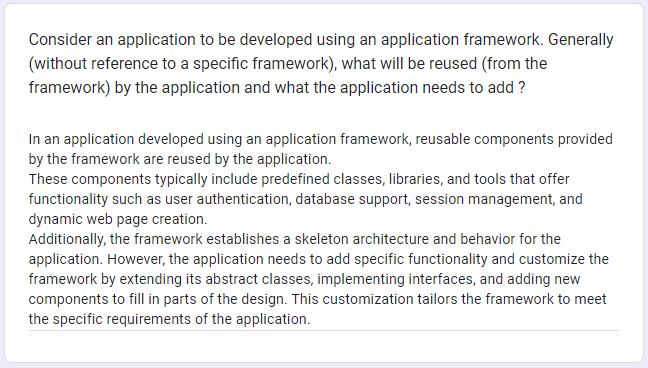 Consider an application to be developed using an application framework. Generally
(without reference to a specific framework), what will be reused (from the
framework) by the application and what the application needs to add ?
In an application developed using an application framework, reusable components provided
by the framework are reused by the application.
These components typically include predefined classes, libraries, and tools that offer
functionality such as user authentication, database support, session management, and
dynamic web page creation.
Additionally, the framework establishes a skeleton architecture and behavior for the
application. However, the application needs to add specific functionality and customize the
framework by extending its abstract classes, implementing interfaces, and adding new
components to fill in parts of the design. This customization tailors the framework to meet
the specific requirements of the application.